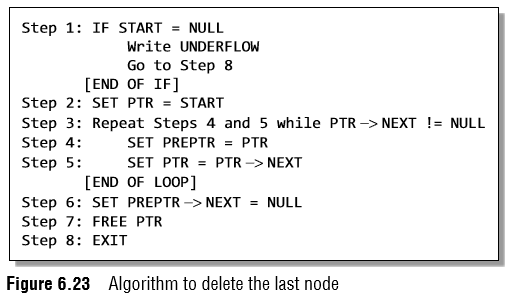 Step 1: IF START = NULL
Write UNDERFLOW
Go to Step 8
[END OF IF]
Step 2: SET PTR = START
Step 3: Repeat Steps 4 and 5 while PTR —> NEXT != NULL
Step 4: SET PREPTR = PTR
Step 5: SET PTR = PTR —> NEXT
[END OF LOOP]
Step 6: SET PREPTR —> NEXT = NULL
Step 7: FREE PTR
Step 8: EXIT
Figure 6.23 Algorithm to delete the last node